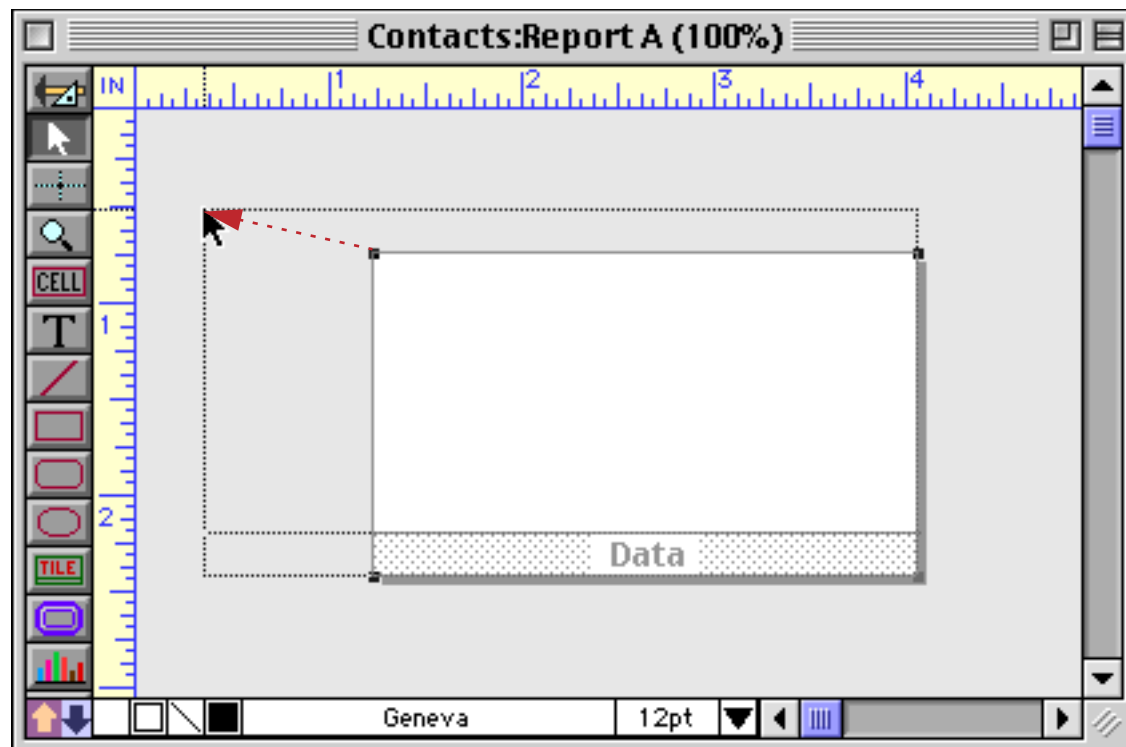 Contacts:Report A (100%)
IN
1
2
3
4
CELL
T
1
2
TILE
Data
Geneva
12pt